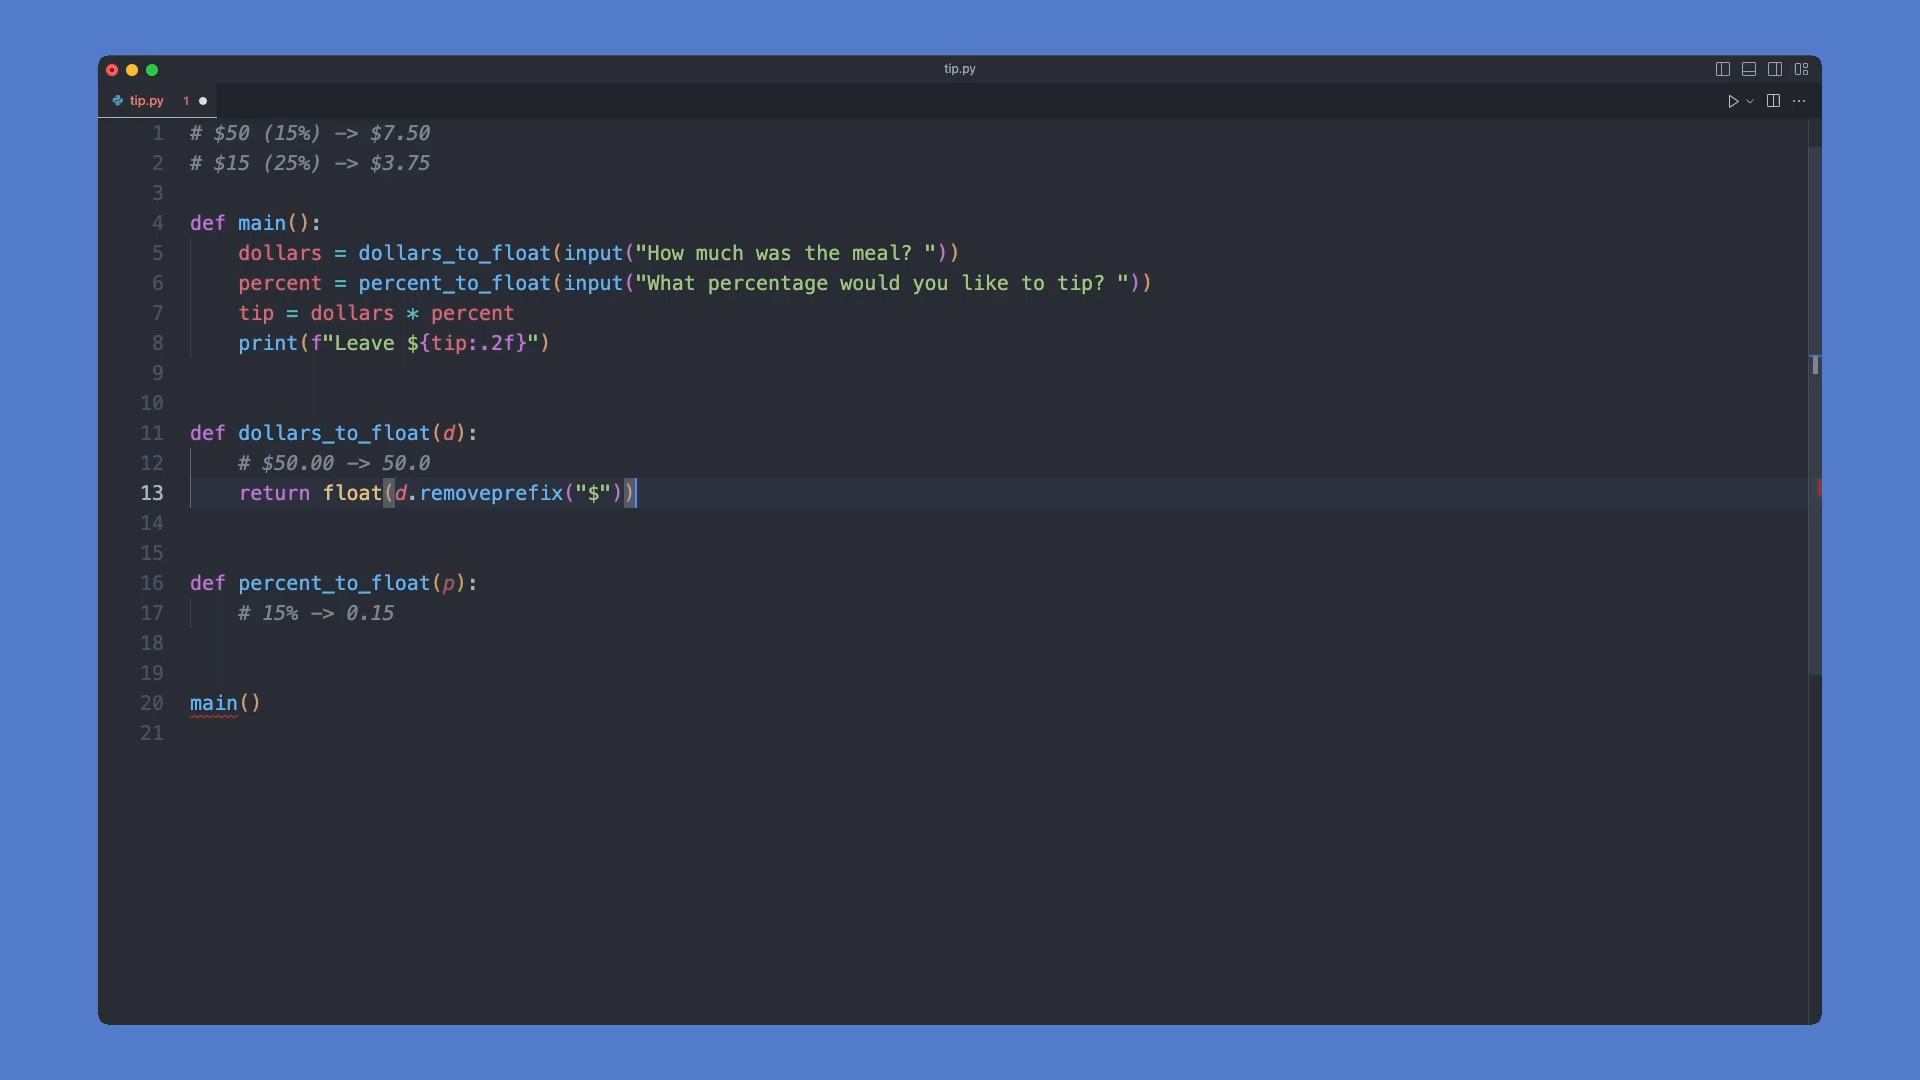 tip.py
tip.py 1
1 # $50 (15%) -> $7.50
2 # $15 (25%) -> $3.75
3
4 def main():
5     dollars = dollars_to_float(input("How much was the meal? "))
6     percent = percent_to_float(input("What percentage would you like to tip? "))
7     tip = dollars * percent
8     print(f"Leave ${tip:.2f}")
9
10
11 def dollars_to_float(d):
12     # $50.00 -> 50.0
13     return float(d.removeprefix("$"))
14
15
16 def percent_to_float(p):
17     # 15% -> 0.15
18
19
20 main()
21